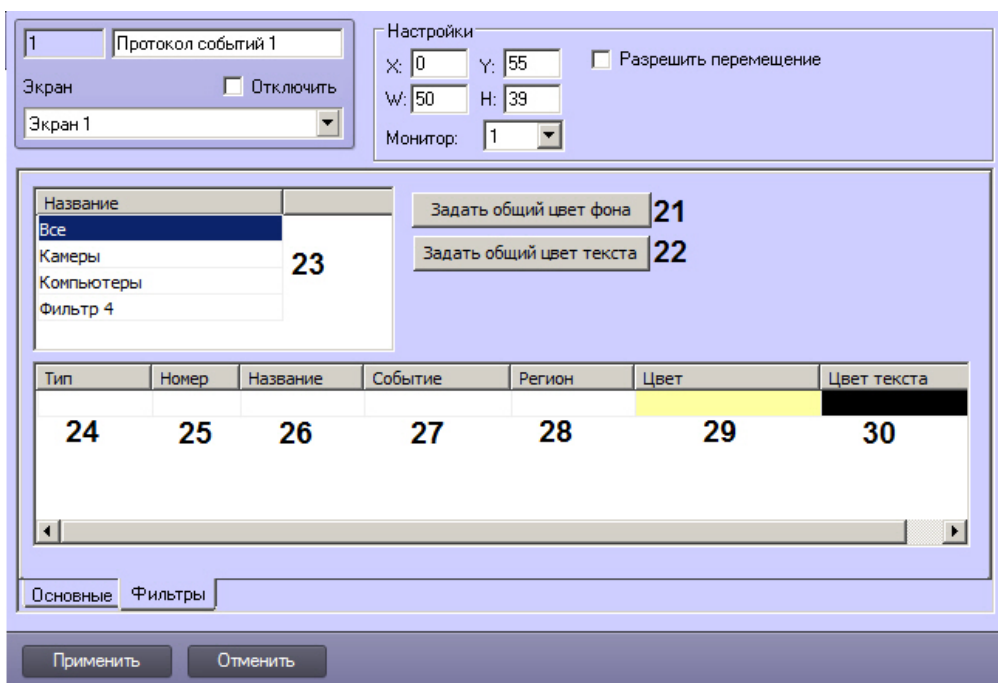 1 Протокол событий 1
Экран Отключить
Экран 1
Настройки
X: 0 Y: 55 Разрешить перемещение
W: 50 H: 39
Монитор: 1
Название
Все
Камеры
Компьютеры
Фильтр 4
23
Задать общий цвет фона 21
Задать общий цвет текста 22
Тип Номер Название Событие Регион Цвет Цвет текста
24 25 26 27 28 29 30
Основные Фильтры
Применить Отменить